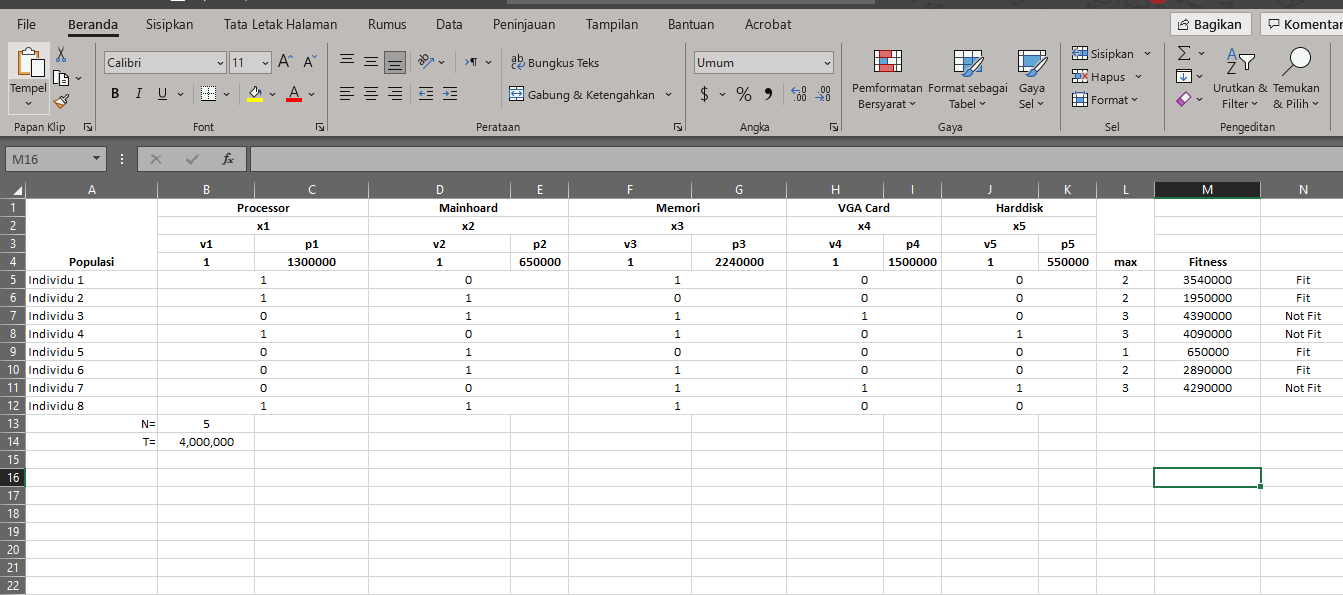 File Beranda Sisipkan Tata Letak Halaman Rumus Data Peninjauan Tampilan Bantuan Acrobat Bagikan Komentar
Calibri 11 ab Bungkus Teks Umum Sisipkan
Tempel Pemformatan Bersyarat Format sebagai Tabel Gaya Sel Hapus Urutkan & Filter Temukan & Pilih
B I U A Gabung & Ketengahkan $ % Format
Papan Klip Font Perataan Angka Gaya Sel Pengeditan
M16 fx
A B C D E F G H I J K L M N
1 Processor Mainhoard Memori VGA Card Harddisk
2 x1 x2 x3 x4 x5
3 v1 p1 v2 p2 v3 p3 v4 p4 v5 p5
4 Populasi 1 1300000 1 650000 1 2240000 1 1500000 1 550000 max Fitness
5 Individu 1 1 0 1 0 0 2 3540000 Fit
6 Individu 2 1 1 0 0 0 2 1950000 Fit
7 Individu 3 0 1 1 1 0 3 4390000 Not Fit
8 Individu 4 1 0 1 0 1 3 4090000 Not Fit
9 Individu 5 0 1 0 0 0 1 650000 Fit
10 Individu 6 0 1 1 0 0 2 2890000 Fit
11 Individu 7 0 0 1 1 1 3 4290000 Not Fit
12 Individu 8 1 1 1 0 0
13 N= 5
14 T= 4,000,000
15
16
17
18
19
20
21
22